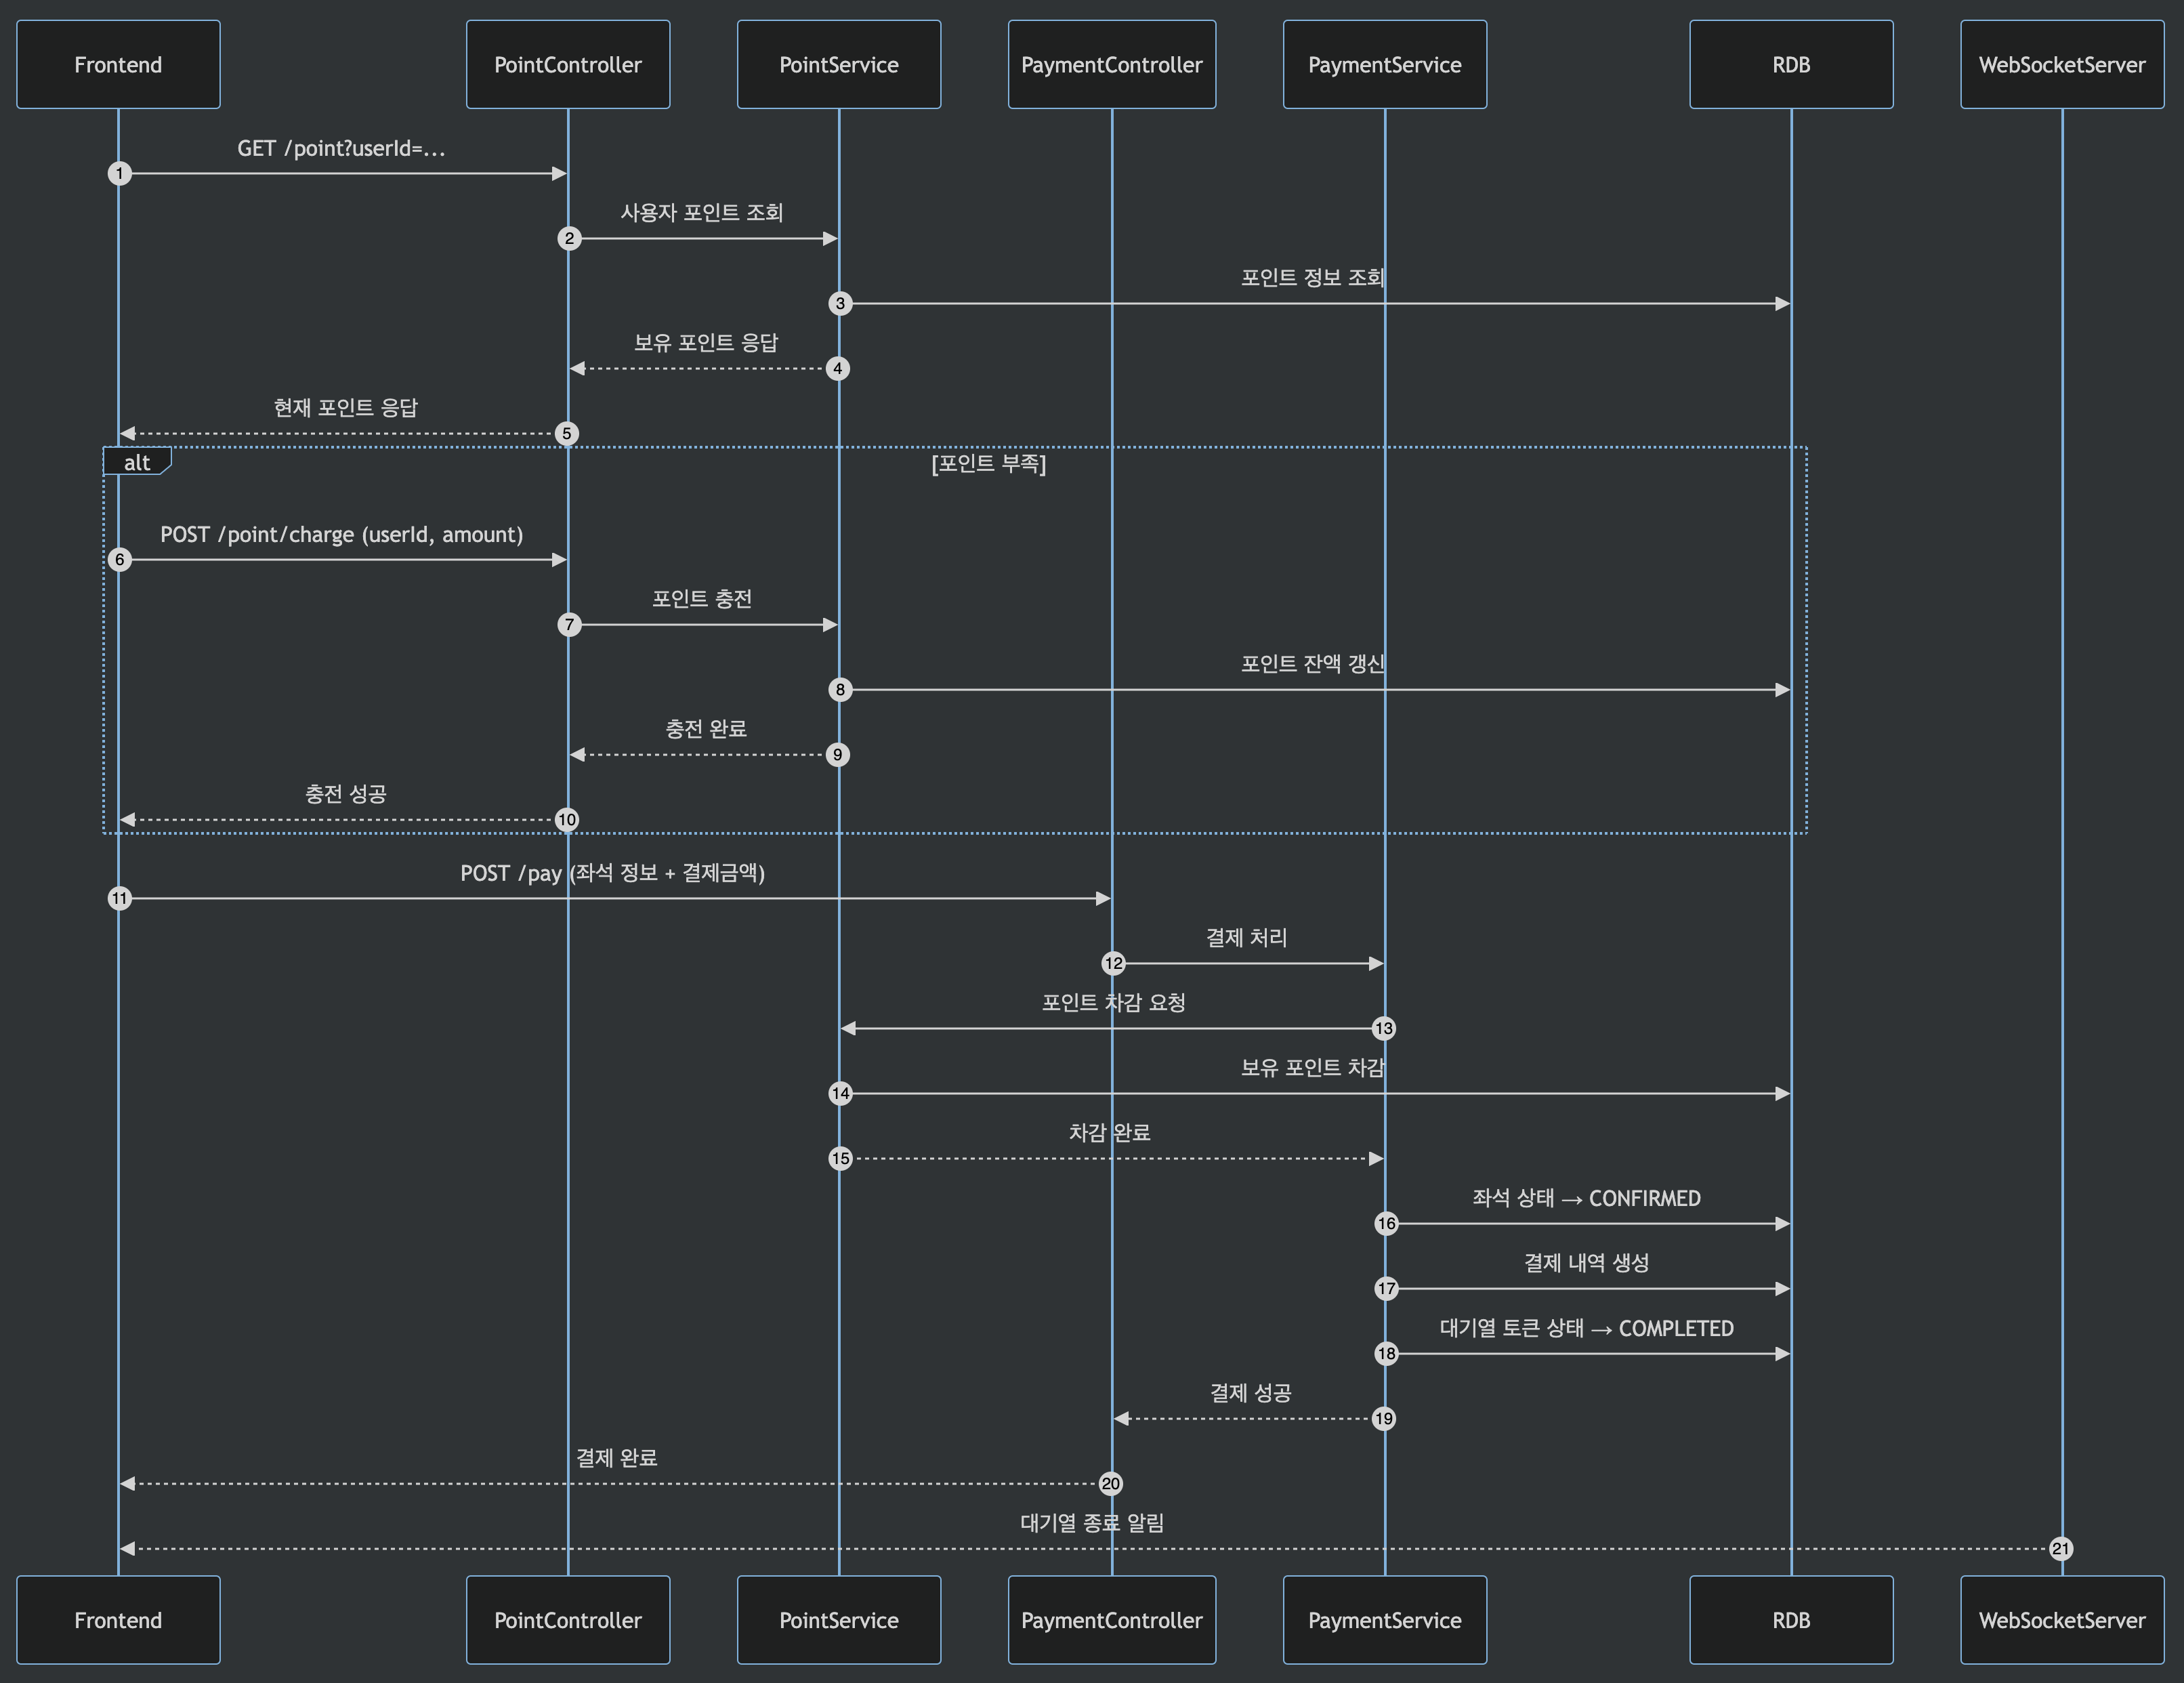 Frontend
PointController
PointService
PaymentController
PaymentService
RDB
WebSocketServer
GET /point?userId=...
1
사용자 포인트 조회
2
포인트 정보 조회
3
보유 포인트 응답
4
현재 포인트 응답
5
alt
[포인트 부족]
POST /point/charge (userId, amount)
6
포인트 충전
7
포인트 잔액 갱신
8
충전 완료
9
충전 성공
10
POST /pay (좌석 정보 + 결제금액)
11
결제 처리
12
포인트 차감 요청
13
보유 포인트 차감
14
차감 완료
15
좌석 상태 → CONFIRMED
16
결제 내역 생성
17
대기열 토큰 상태 → COMPLETED
18
결제 성공
19
결제 완료
20
대기열 종료 알림
21
Frontend
PointController
PointService
PaymentController
PaymentService
RDB
WebSocketServer